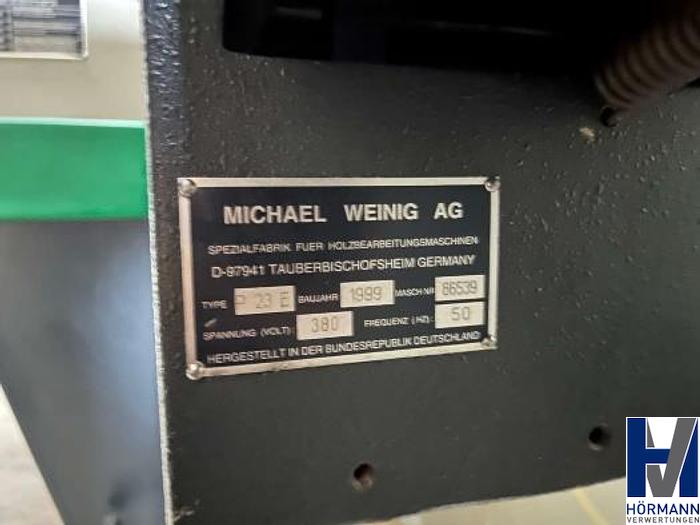 MICHAEL WEINIG AG
SPEZIALFABRIK FUER HOLZBEARBEITUNGSMASCHINEN
D-97941 TAUBERBISCHOFSHEIM GERMANY
TYPE P 23 E BAUJAHR 1999 MASCH NR 86539
SPANNUNG (VOLT): 380 FREQUENZ (HZ): 50
HERGESTELLT IN DER BUNDESREPUBLIK DEUTSCHLAND
HÖRMANN
VERWERTUNGEN